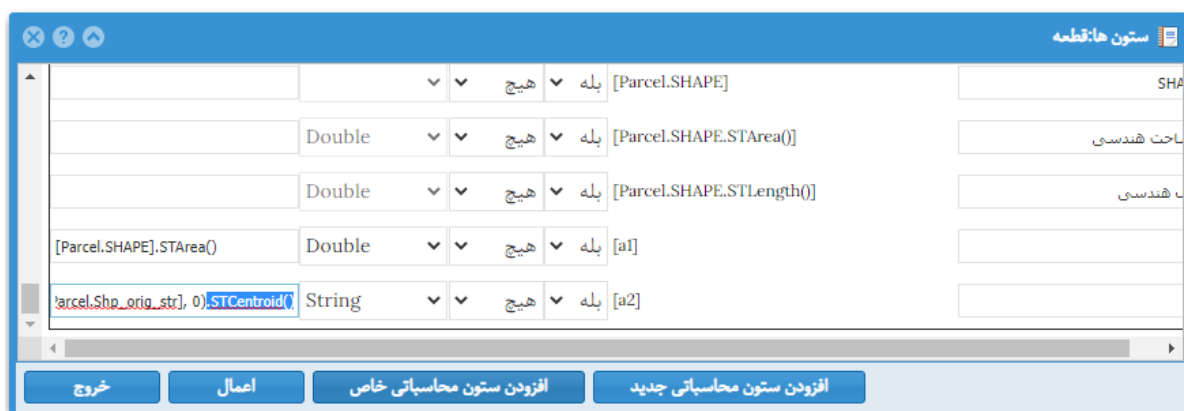 ستون ها:قطعه
SHA [Parcel.SHAPE] بله هیچ
احت هندسی [Parcel.SHAPE.STArea()] بله هیچ Double
هندسی [Parcel.SHAPE.STLength()] بله هیچ Double
[a1] بله هیچ Double [Parcel.SHAPE].STArea()
[a2] بله هیچ String arcel.Shp_orig_str], 0).STCentroid()
افزودن ستون محاسباتی جدید افزودن ستون محاسباتی خاص اعمال خروج